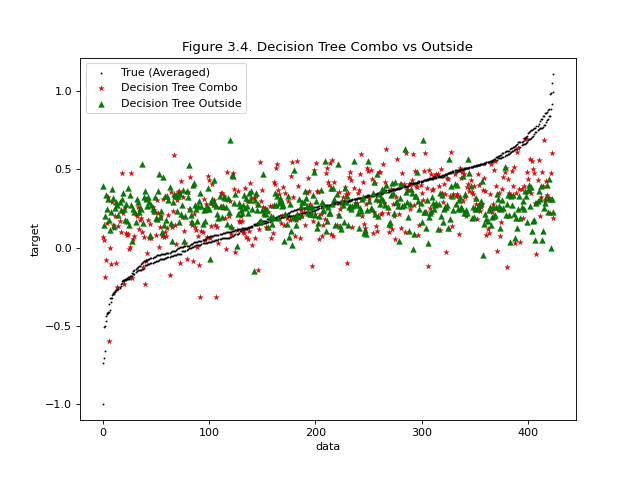 Figure 3.4. Decision Tree Combo vs Outside
True (Averaged)
Decision Tree Combo
Decision Tree Outside
1.0
0.5
0.0
−0.5
−1.0
target
0 100 200 300 400
data